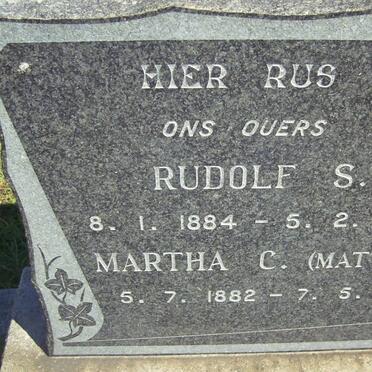 HIER RUS
ONS OUERS
RUDOLF S.
8. 1. 1884 – 5. 2.
MARTHA C. (MAT
5. 7. 1882 – 7. 5.